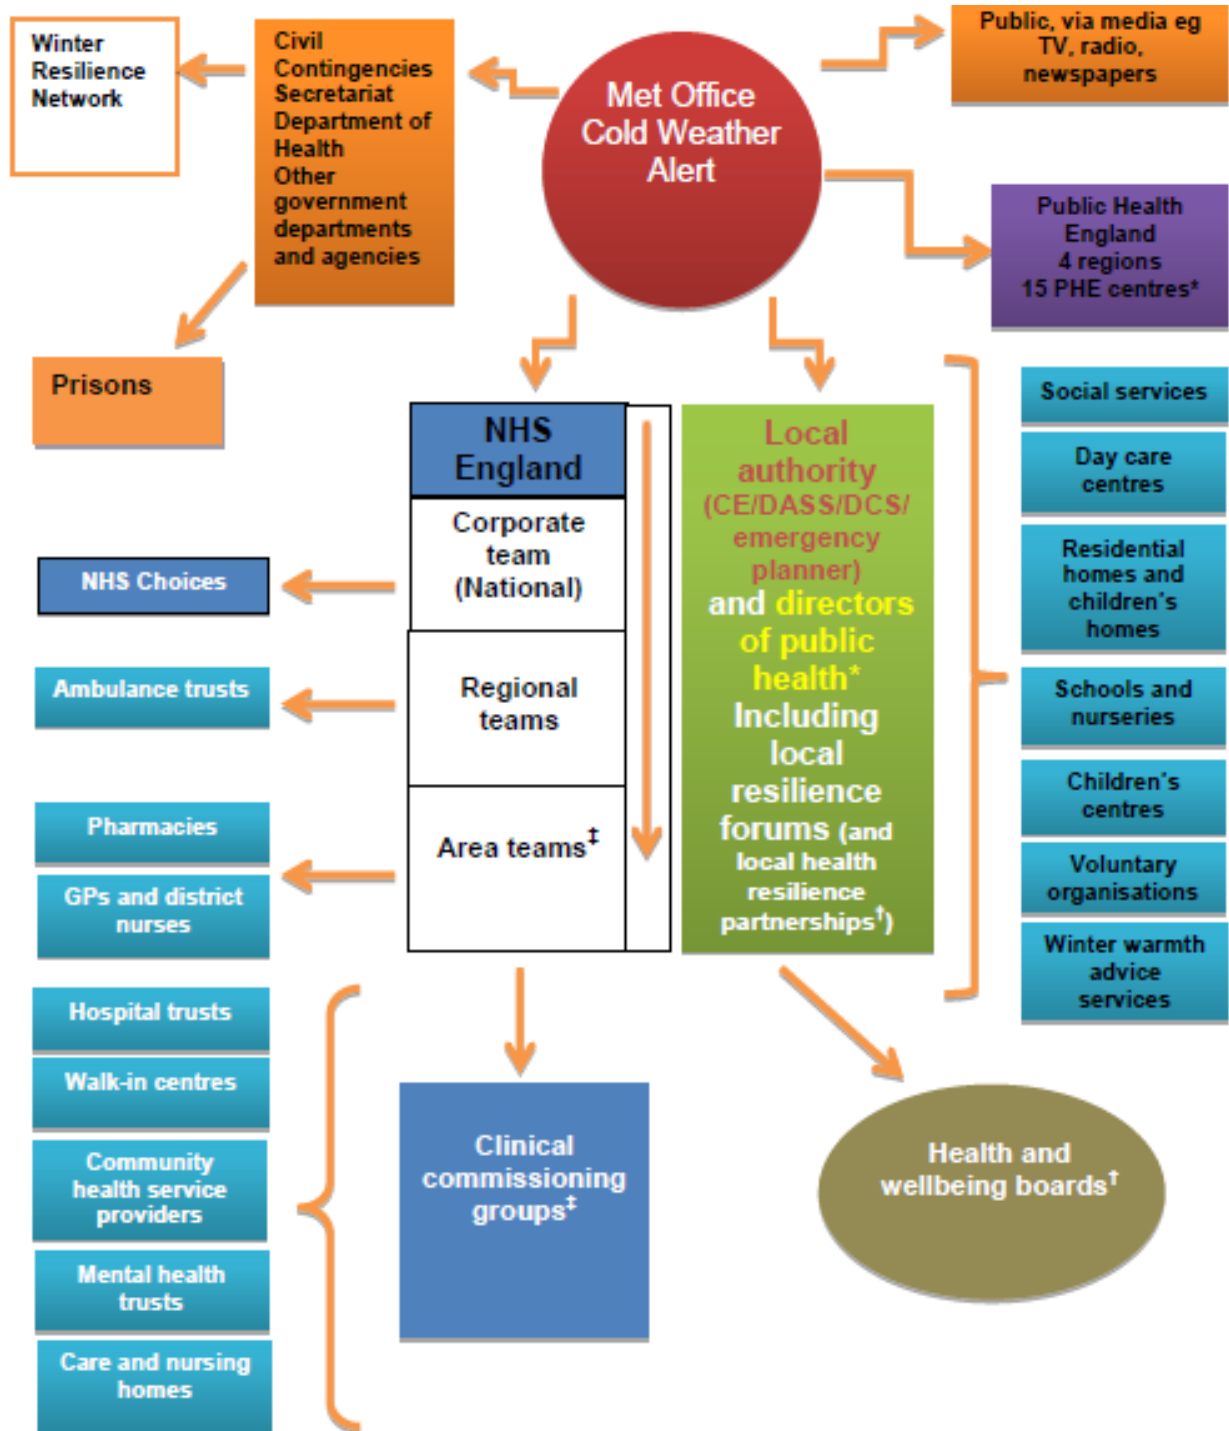 Winter
Resilience
Network
Civil
Contingencies
Secretariat
Department of
Health
Other
government
departments
and agencies
Met Office
Cold Weather
Alert
Public, via media eg
TV, radio,
newspapers
Public Health
England
4 regions
15 PHE centres*
Prisons
NHS
England
Corporate
team
(National)
Regional
teams
Area teams‡
NHS Choices
Ambulance trusts
Pharmacies
GPs and district
nurses
Local
authority
(CE/DASS/DCS/
emergency
planner)
and directors
of public
health*
Including
local
resilience
forums (and
local health
resilience
partnerships†)
Social services
Day care
centres
Residential
homes and
children's
homes
Schools and
nurseries
Children's
centres
Voluntary
organisations
Winter warmth
advice
services
Hospital trusts
Walk-in centres
Community
health service
providers
Mental health
trusts
Care and nursing
homes
Clinical
commissioning
groups‡
Health and
wellbeing boards†